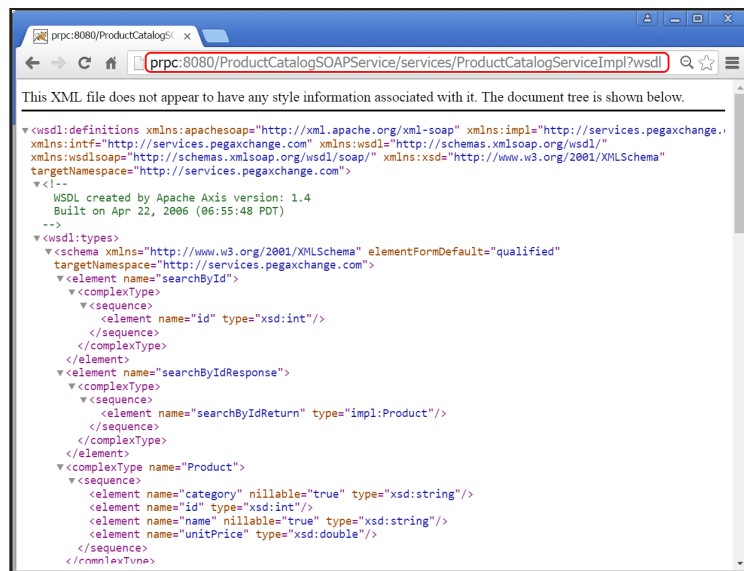 prpc:8080/ProductCatalogSO
prpc:8080/ProductCatalogSOAPService/services/ProductCatalogServiceImpl?wsdl
This XML file does not appear to have any style information associated with it. The document tree is shown below.
▼<wsdl:definitions xmlns:apachesoap="http://xml.apache.org/xml-soap" xmlns:impl="http://services.pegaxchange.
xmlns:intf="http://services.pegaxchange.com" xmlns:wsdl="http://schemas.xmlsoap.org/wsdl/"
xmlns:wsdlsoap="http://schemas.xmlsoap.org/wsdl/soap/" xmlns:xsd="http://www.w3.org/2001/XMLSchema"
targetNamespace="http://services.pegaxchange.com">
▼<!--
WSDL created by Apache Axis version: 1.4
Built on Apr 22, 2006 (06:55:48 PDT)
-->
▼<wsdl:types>
▼<schema xmlns="http://www.w3.org/2001/XMLSchema" elementFormDefault="qualified"
targetNamespace="http://services.pegaxchange.com">
▼<element name="searchById">
▼<complexType>
▼<sequence>
<element name="id" type="xsd:int"/>
</sequence>
</complexType>
</element>
▼<element name="searchByIdResponse">
▼<complexType>
▼<sequence>
<element name="searchByIdReturn" type="impl:Product"/>
</sequence>
</complexType>
</element>
▼<complexType name="Product">
▼<sequence>
<element name="category" nillable="true" type="xsd:string"/>
<element name="id" type="xsd:int"/>
<element name="name" nillable="true" type="xsd:string"/>
<element name="unitPrice" type="xsd:double"/>
</sequence>
</complexType>